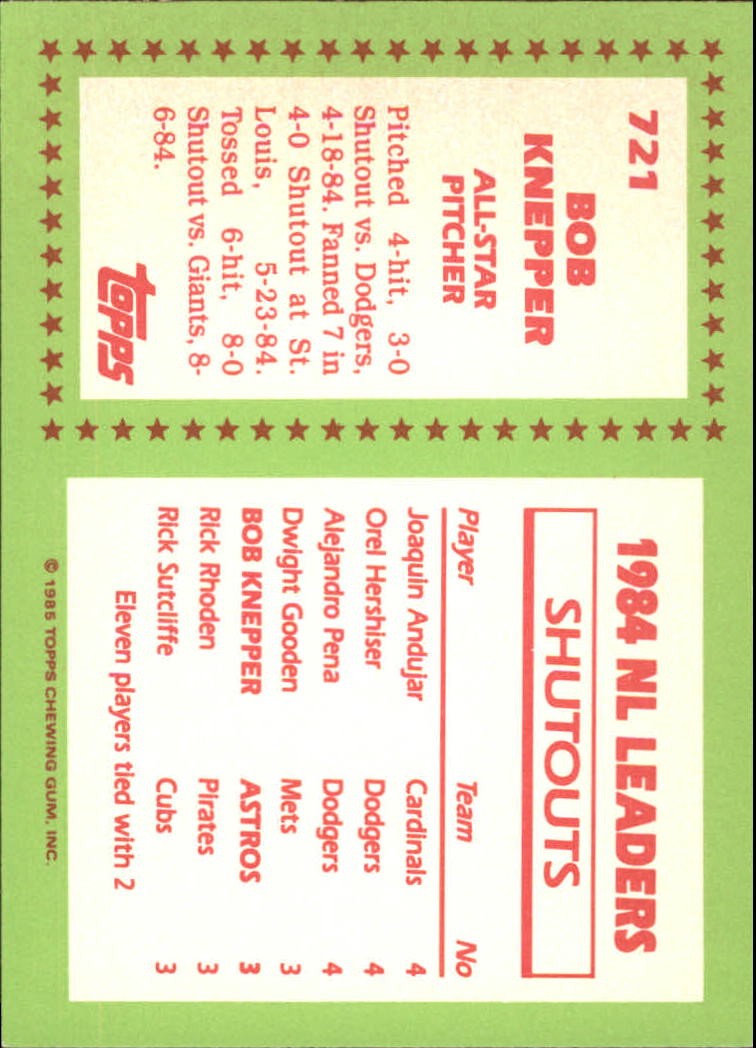 721
BOB
KNEPPER
ALL-STAR
PITCHER
Pitched 4-hit, 3-0
Shutout vs. Dodgers,
4-18-84. Fanned 7 in
4-0 Shutout at St.
Louis, 5-23-84.
Tossed 6-hit, 8-0
Shutout vs. Giants, 8-
6-84.
topps
1984 NL LEADERS
SHUTOUTS
Player Team No
Joaquin Andujar Cardinals 4
Orel Hershiser Dodgers 4
Alejandro Pena Dodgers 4
Dwight Gooden Mets 3
BOB KNEPPER ASTROS 3
Rick Rhoden Pirates 3
Rick Sutcliffe Cubs 3
Eleven players tied with 2
© 1985 TOPPS CHEWING GUM, INC.